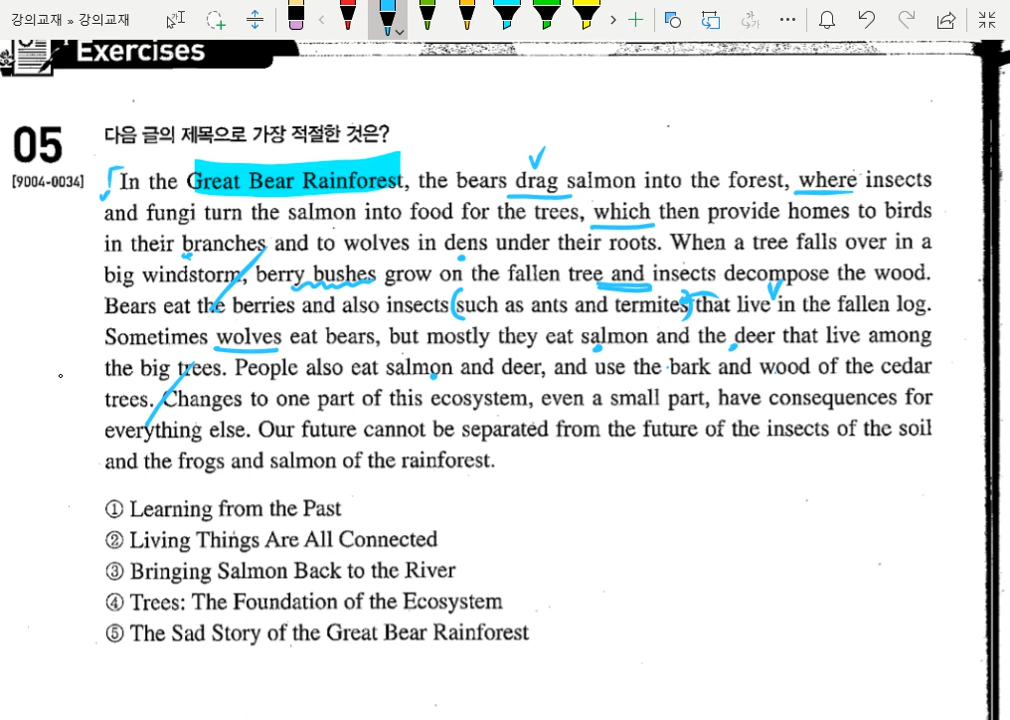 강의교재 » 강의교재
Exercises
05 다음 글의 제목으로 가장 적절한 것은?
[9004-0034]
In the Great Bear Rainforest, the bears drag salmon into the forest, where insects
and fungi turn the salmon into food for the trees, which then provide homes to birds
in their branches and to wolves in dens under their roots. When a tree falls over in a
big windstorm, berry bushes grow on the fallen tree and insects decompose the wood.
Bears eat the berries and also insects such as ants and termites that live in the fallen log.
Sometimes wolves eat bears, but mostly they eat salmon and the deer that live among
the big trees. People also eat salmon and deer, and use the bark and wood of the cedar
trees. Changes to one part of this ecosystem, even a small part, have consequences for
everything else. Our future cannot be separated from the future of the insects of the soil
and the frogs and salmon of the rainforest.
① Learning from the Past
② Living Things Are All Connected
③ Bringing Salmon Back to the River
④ Trees: The Foundation of the Ecosystem
⑤ The Sad Story of the Great Bear Rainforest